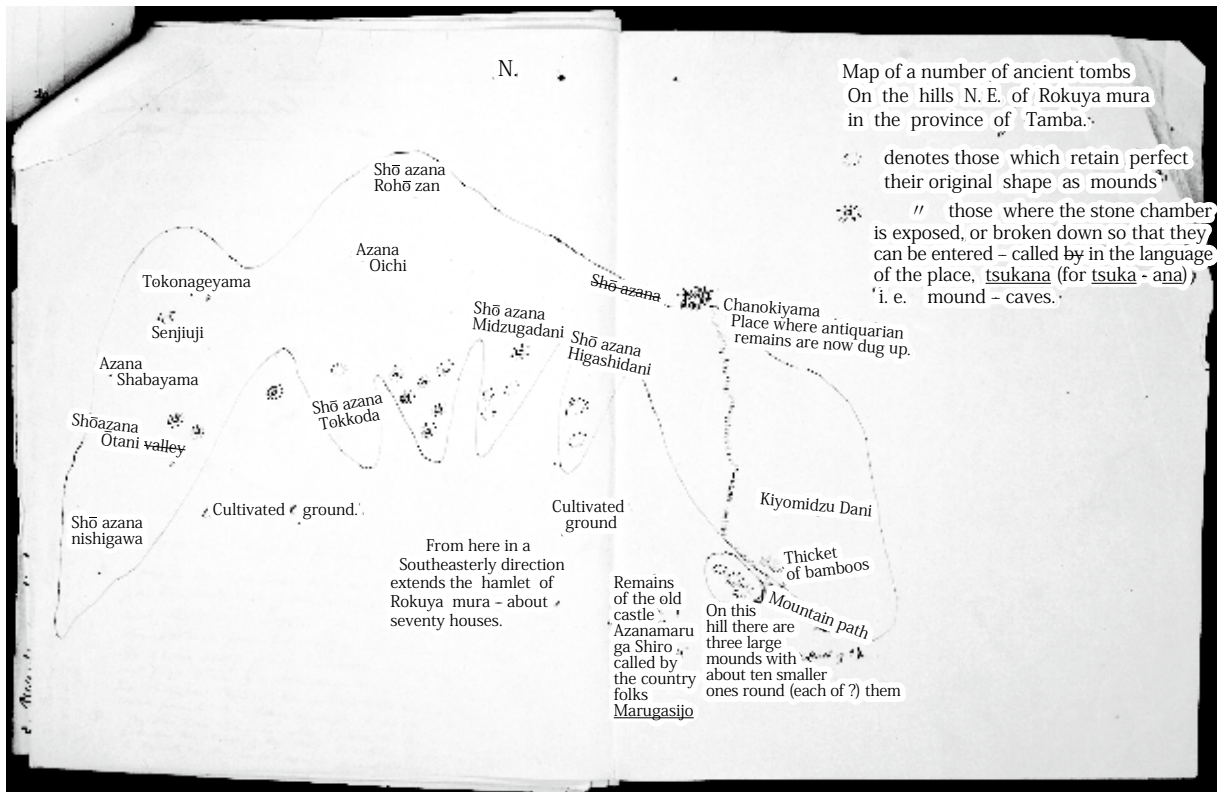 N.
Map of a number of ancient tombs
On the hills N. E. of Rokuya mura
in the province of Tamba.
denotes those which retain perfect
their original shape as mounds
〃 those where the stone chamber
is exposed, or broken down so that they
can be entered – called by in the language
of the place, tsukana (for tsuka - ana)
i. e. mound – caves.
Shō azana
Rohō zan
Azana
Oichi
Tokonageyama
Senjiuji
Azana
Shabayama
Shōazana
Ōtani valley
Shō azana
nishigawa
Shō azana
Tokkoda
Shō azana
Midzugadani
Shō azana
Higashidani
Shō azana
Chanokiyama
Place where antiquarian
remains are now dug up.
Cultivated ground.
Cultivated
ground
From here in a
Southeasterly direction
extends the hamlet of
Rokuya mura – about
seventy houses.
Kiyomidzu Dani
Thicket
of bamboos
Mountain path
Remains
of the old
castle
Azanamaru
ga Shiro
called by
the country
folks
Marugasijo
On this
hill there are
three large
mounds with
about ten smaller
ones round (each of ?) them